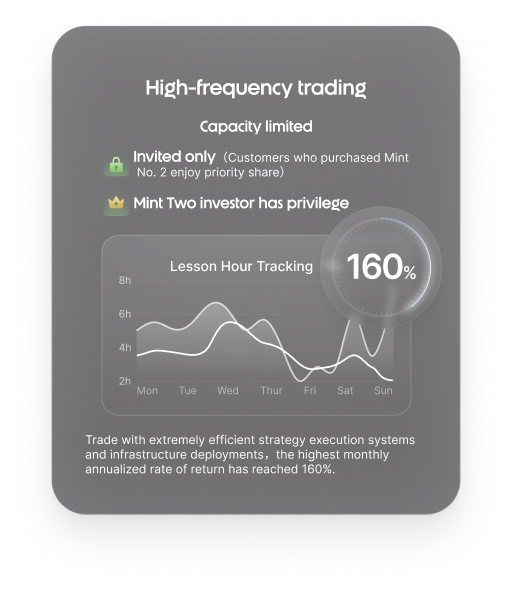 High-frequency trading
Capacity limited
Invited only（Customers who purchased Mint
No. 2 enjoy priority share）
Mint Two investor has privilege
160%
Lesson Hour Tracking
8h
6h
4h
2h
Mon Tue Wed Thur Fri Sat Sun
Trade with extremely efficient strategy execution systems
and infrastructure deployments，the highest monthly
annualized rate of return has reached 160%.